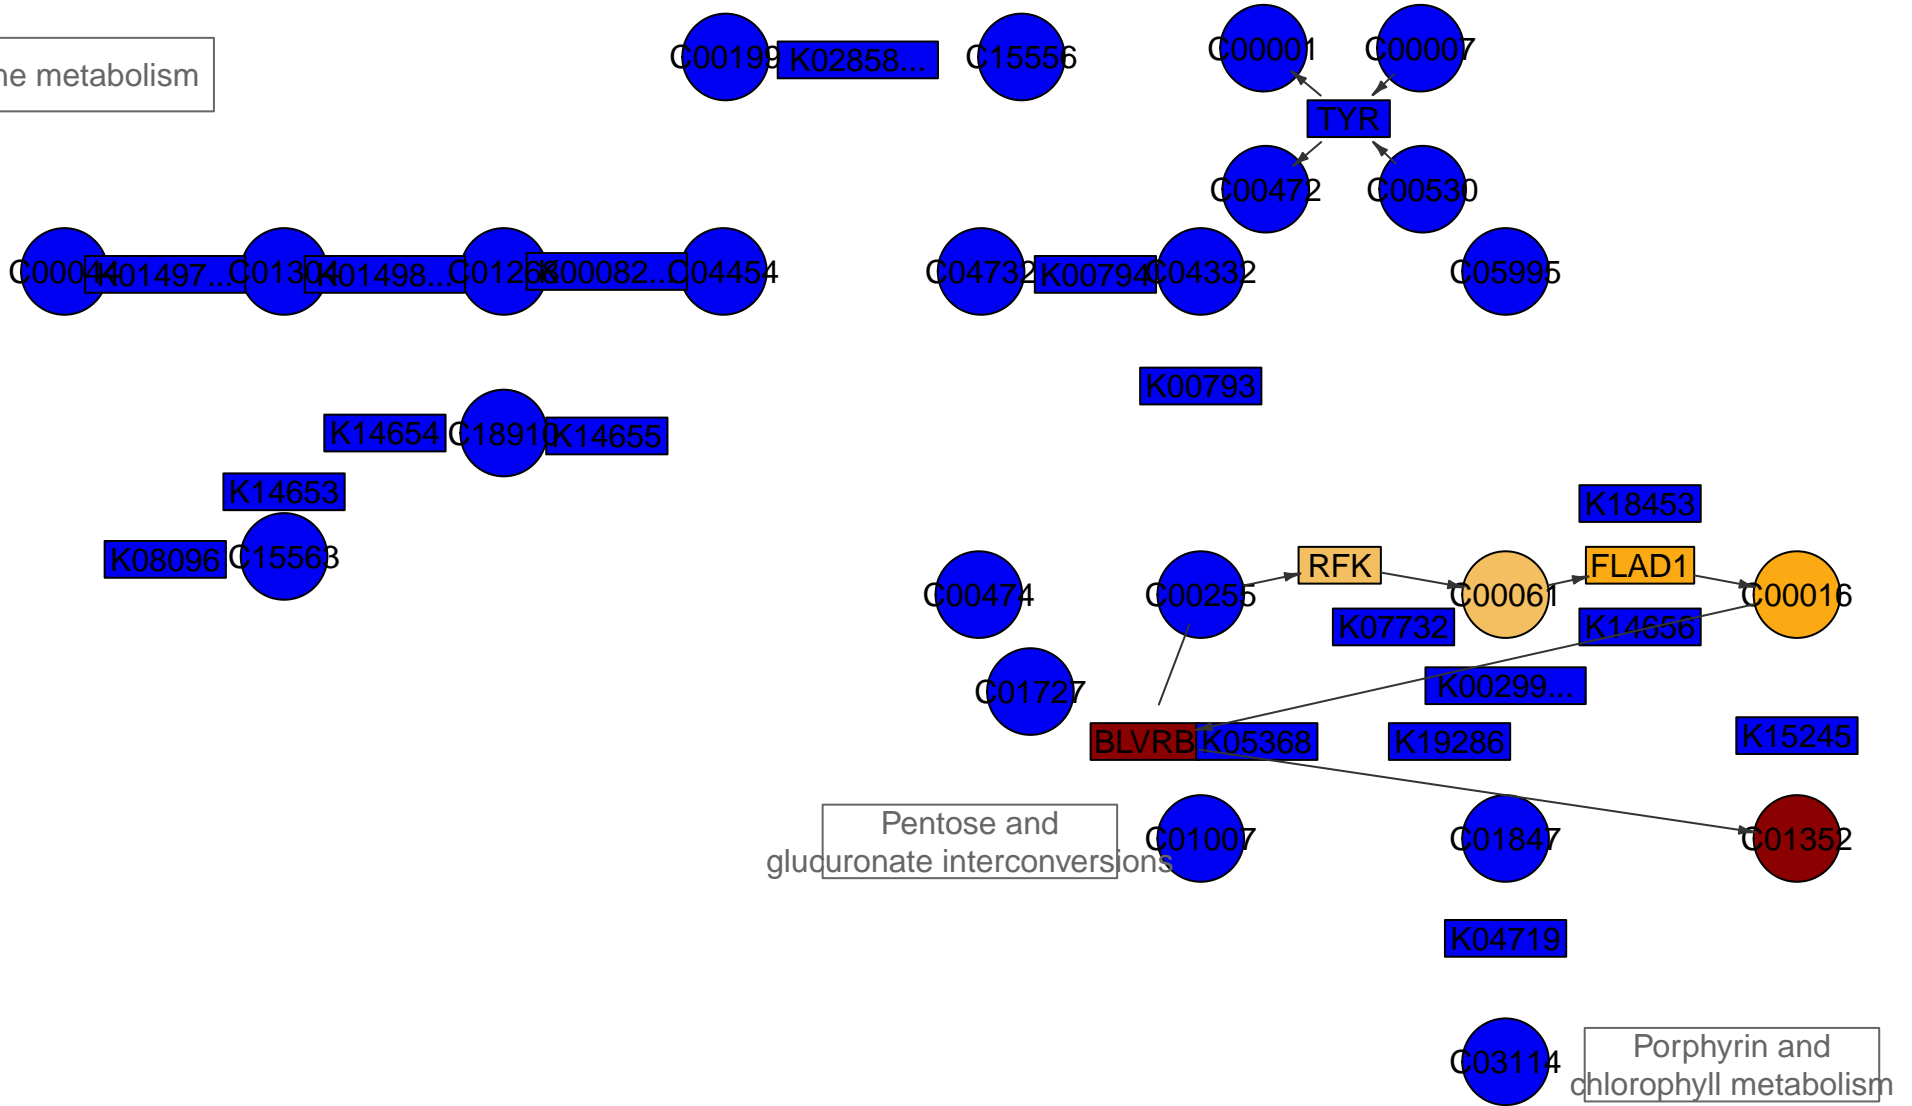 ne metabolism
C00199
K02858...
C15556
C00001
C00007
TYR
C00472
C00530
C00044
K01497...
C01304
K01498...
C01268
K00082...
C04454
C04732
K00794
C04332
C05995
K00793
K14654
C18910
K14655
K14653
K08096
C15563
K18453
C00474
C00255
RFK
C00061
FLAD1
C00016
K07732
K14656
C01727
K00299...
BLVRB
K05368
K19286
K15245
Pentose and
glucuronate interconversions
C01007
C01847
C01352
K04719
C03114
Porphyrin and
chlorophyll metabolism